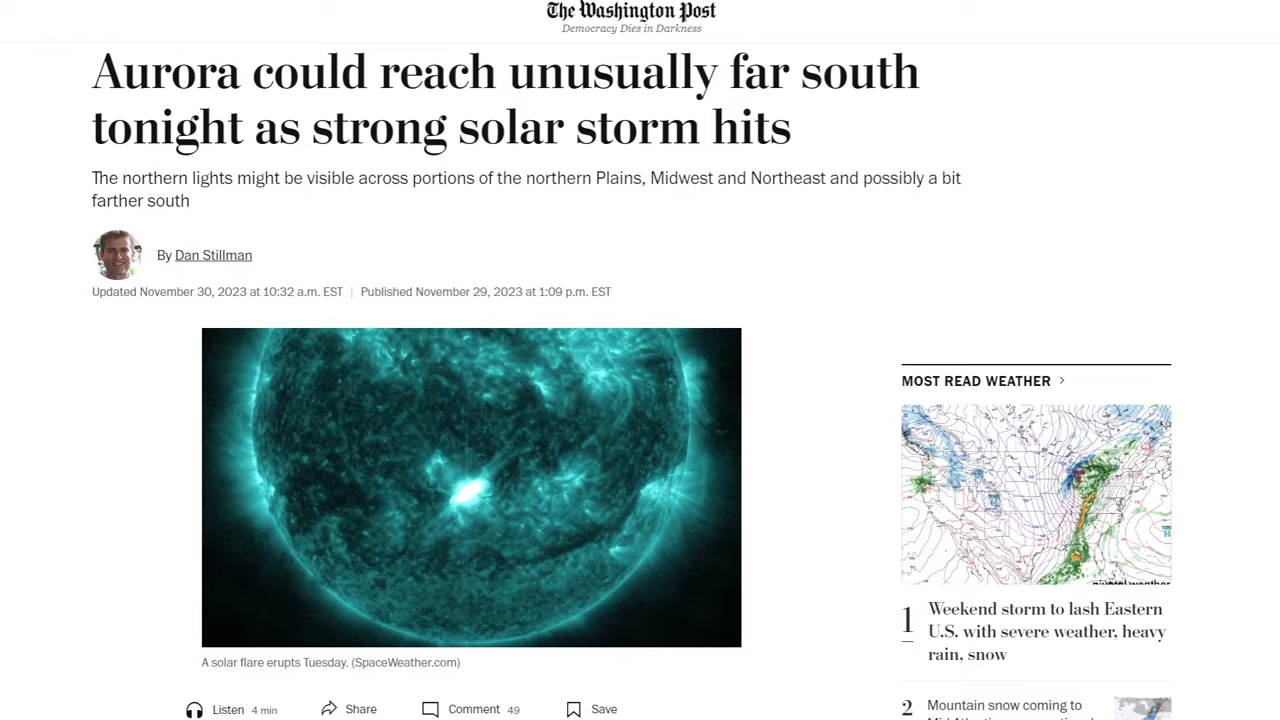 The Washington Post
Democracy Dies in Darkness
Aurora could reach unusually far south
tonight as strong solar storm hits
The northern lights might be visible across portions of the northern Plains, Midwest and Northeast and possibly a bit
farther south
By Dan Stillman
Updated November 30, 2023 at 10:32 a.m. EST | Published November 29, 2023 at 1:09 p.m. EST
MOST READ WEATHER >
pivotal weather
1
Weekend storm to lash Eastern
U.S. with severe weather, heavy
rain, snow
A solar flare erupts Tuesday. (SpaceWeather.com)
Listen 4 min Share Comment 49 Save
2 Mountain snow coming to